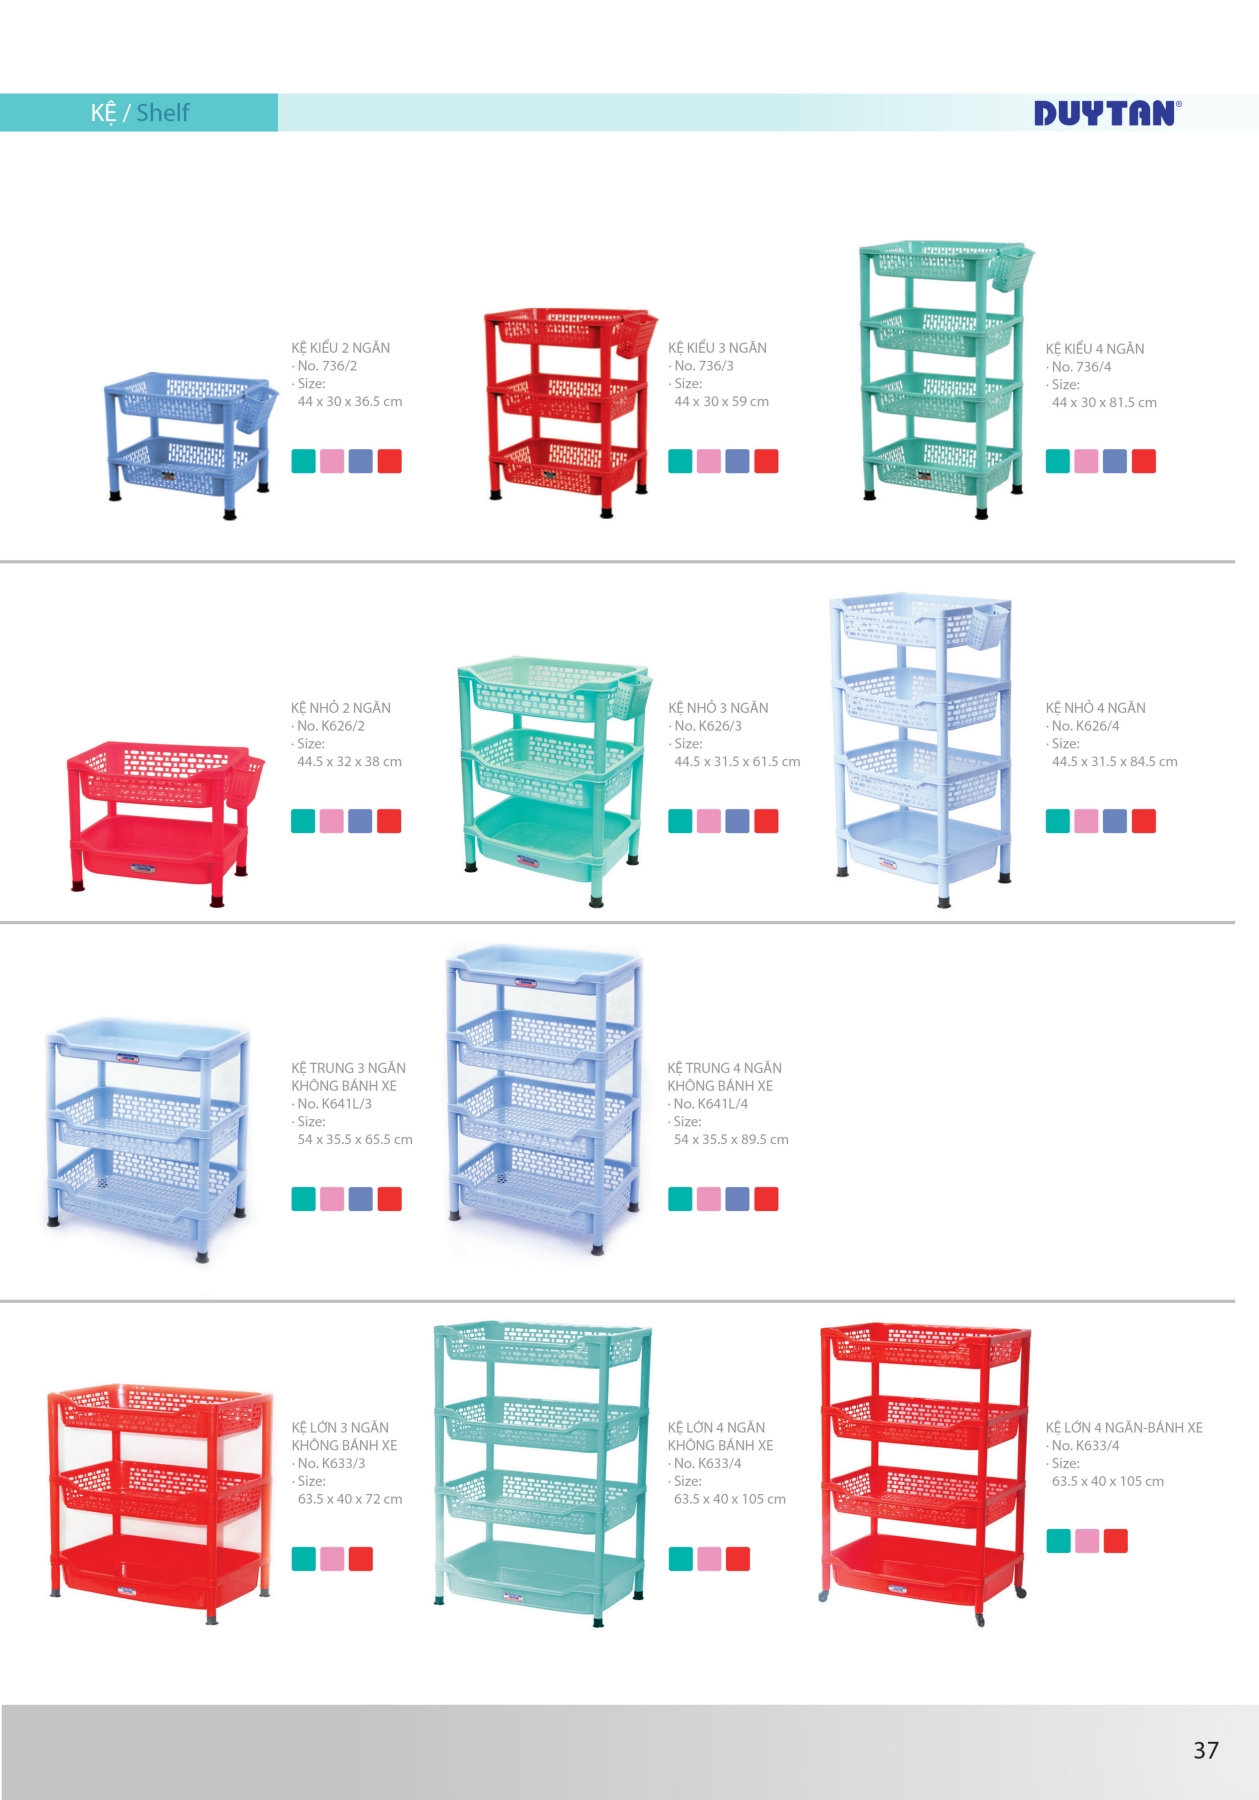 KỆ / Shelf
DUYTAN®
KỆ KIỂU 2 NGĂN
· No. 736/2
· Size:
44 x 30 x 36.5 cm
KỆ KIỂU 3 NGĂN
· No. 736/3
· Size:
44 x 30 x 59 cm
KỆ KIỂU 4 NGĂN
· No. 736/4
· Size:
44 x 30 x 81.5 cm
KỆ NHỎ 2 NGĂN
· No. K626/2
· Size:
44.5 x 32 x 38 cm
KỆ NHỎ 3 NGĂN
· No. K626/3
· Size:
44.5 x 31.5 x 61.5 cm
KỆ NHỎ 4 NGĂN
· No. K626/4
· Size:
44.5 x 31.5 x 84.5 cm
KỆ TRUNG 3 NGĂN
KHÔNG BÁNH XE
· No. K641L/3
· Size:
54 x 35.5 x 65.5 cm
KỆ TRUNG 4 NGĂN
KHÔNG BÁNH XE
· No. K641L/4
· Size:
54 x 35.5 x 89.5 cm
KỆ LỚN 3 NGĂN
KHÔNG BÁNH XE
· No. K633/3
· Size:
63.5 x 40 x 72 cm
KỆ LỚN 4 NGĂN
KHÔNG BÁNH XE
· No. K633/4
· Size:
63.5 x 40 x 105 cm
KỆ LỚN 4 NGĂN-BÁNH XE
· No. K633/4
· Size:
63.5 x 40 x 105 cm
37